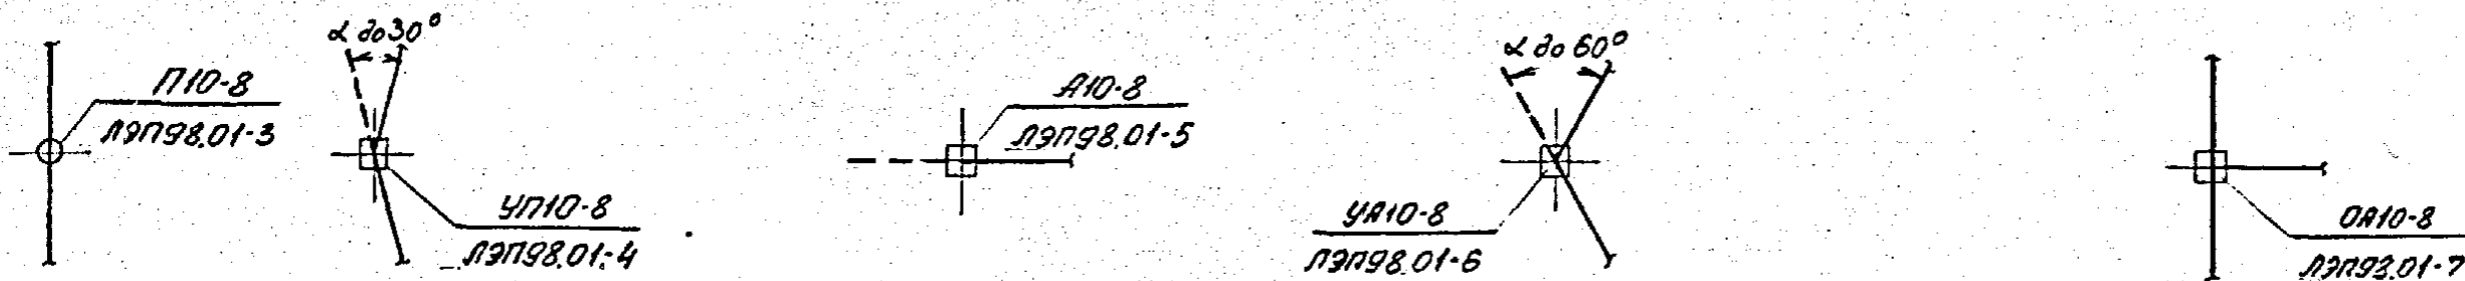 П10-8
ЛЭП98.01-3
α до 30°
УП10-8
ЛЭП98.01-4
А10-8
ЛЭП98.01-5
α до 60°
УА10-8
ЛЭП98.01-6
ОА10-8
ЛЭП98.01-7